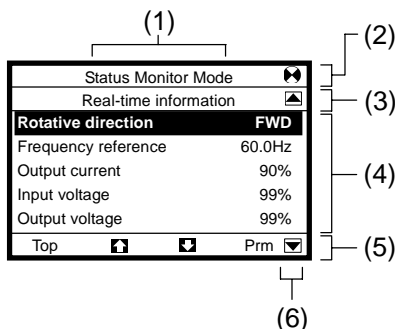 (1)
Status Monitor Mode
(2)
Real-time information
(3)
Rotative direction FWD
Frequency reference 60.0Hz
Output current 90%
(4)
Input voltage 99%
Output voltage 99%
Top Prm
(5)
(6)